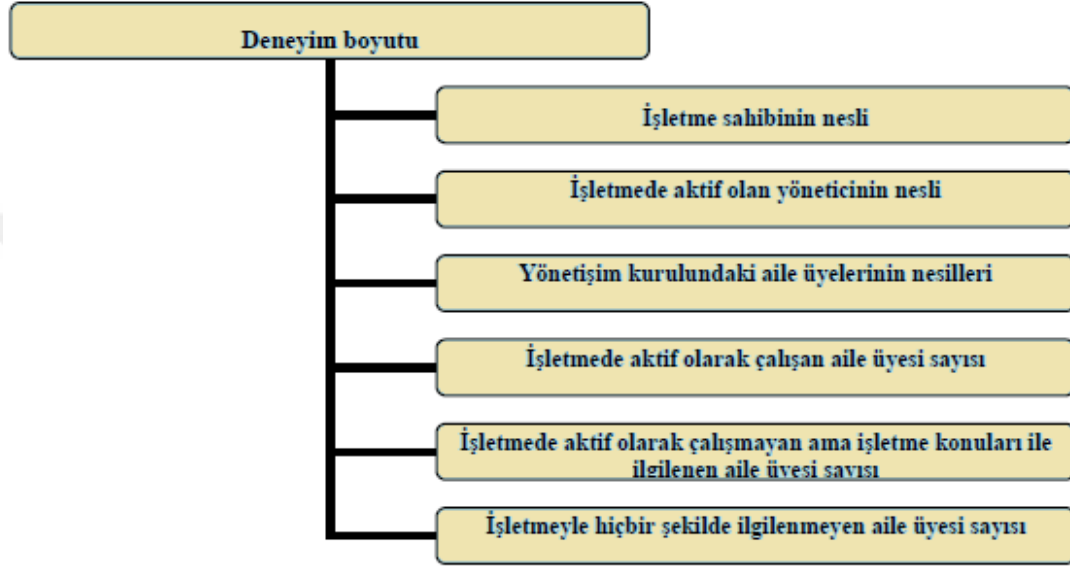 Deneyim boyutu
İşletme sahibinin nesli
İşletmede aktif olan yöneticinin nesli
Yönetişim kurulundaki aile üyelerinin nesilleri
İşletmede aktif olarak çalışan aile üyesi sayısı
İşletmede aktif olarak çalışmayan ama işletme konuları ile
ilgilenen aile üyesi sayısı
İşletmeyle hiçbir şekilde ilgilenmeyen aile üyesi sayısı